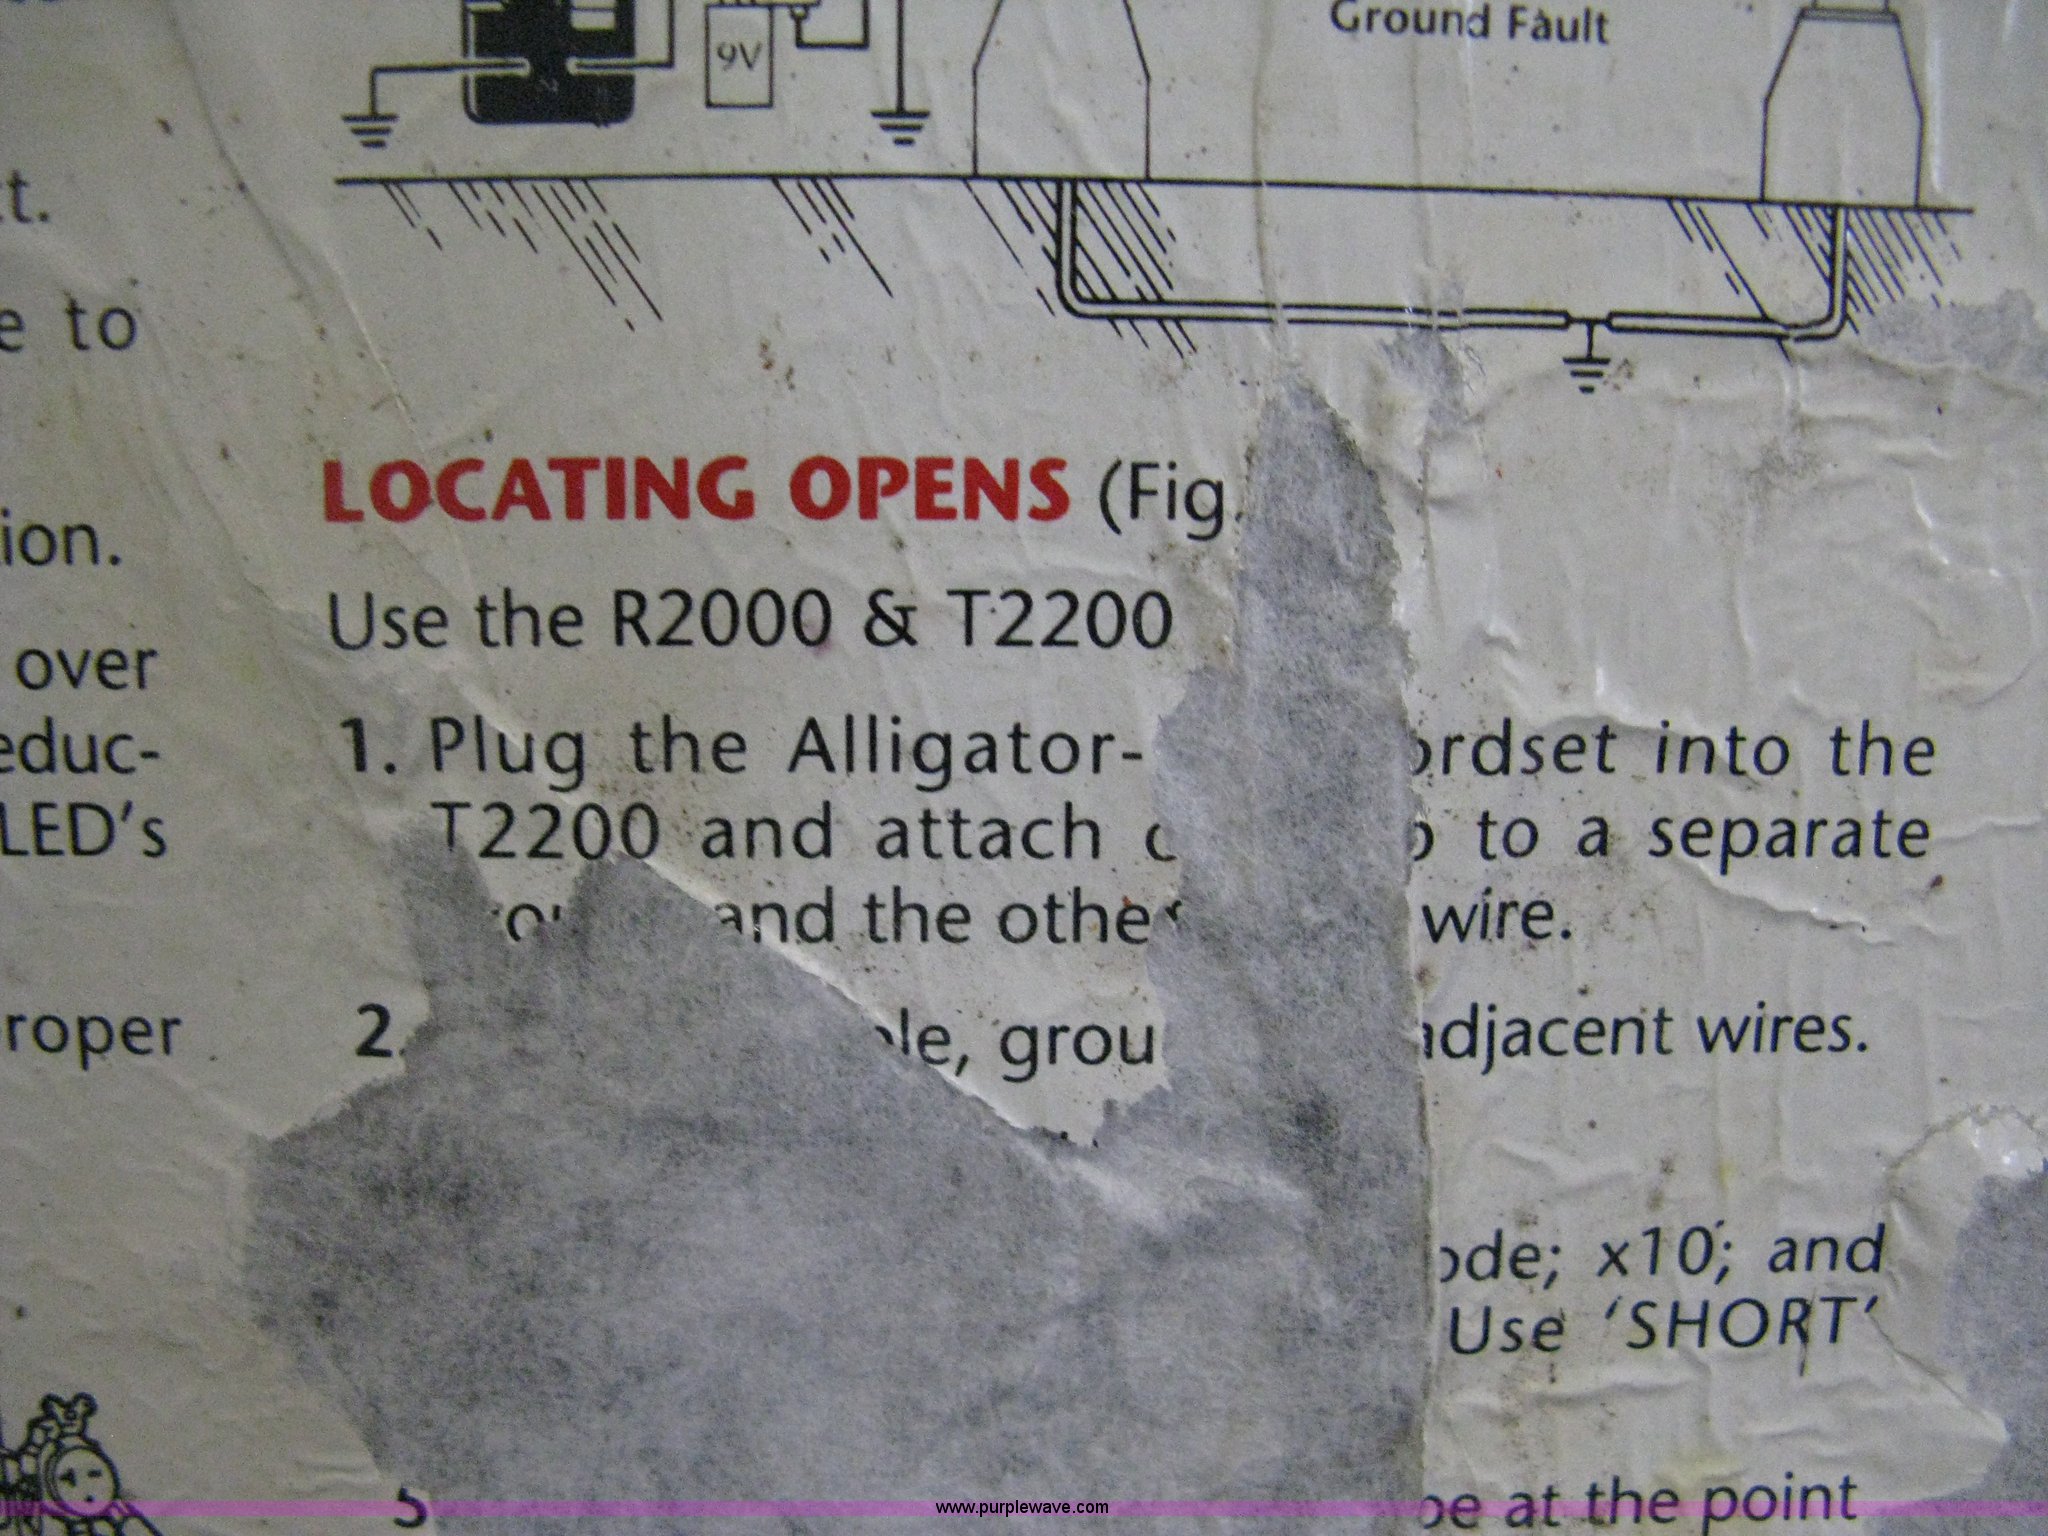 9V
Ground Fault
t.
e to
ion.
over
educ-
LED's
roper
LOCATING OPENS (Fig.
Use the R2000 & T2200
1. Plug the Alligator- ordset into the
T2200 and attach to a separate
and the other wire.
2. le, grou adjacent wires.
ode; x10; and
Use 'SHORT'
5
be at the point
www.purplewave.com